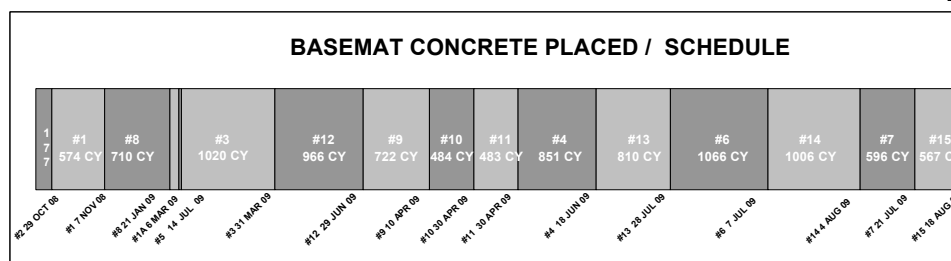 BASEMAT CONCRETE PLACED / SCHEDULE
177
#1
574 CY
#8
710 CY
#3
1020 CY
#12
966 CY
#9
722 CY
#10
484 CY
#11
483 CY
#4
851 CY
#13
810 CY
#6
1066 CY
#14
1006 CY
#7
596 CY
#15
567 C
#2 29 OCT 08
#1 7 NOV 08
#8 21 JAN 09
#1A 6 MAR 09
#5 14 JUL 09
#3 31 MAR 09
#12 29 JUN 09
#9 10 APR 09
#10 30 APR 09
#11 30 APR 09
#4 18 JUN 09
#13 28 JUL 09
#6 7 JUL 09
#14 4 AUG 09
#7 21 JUL 09
#15 18 AUG